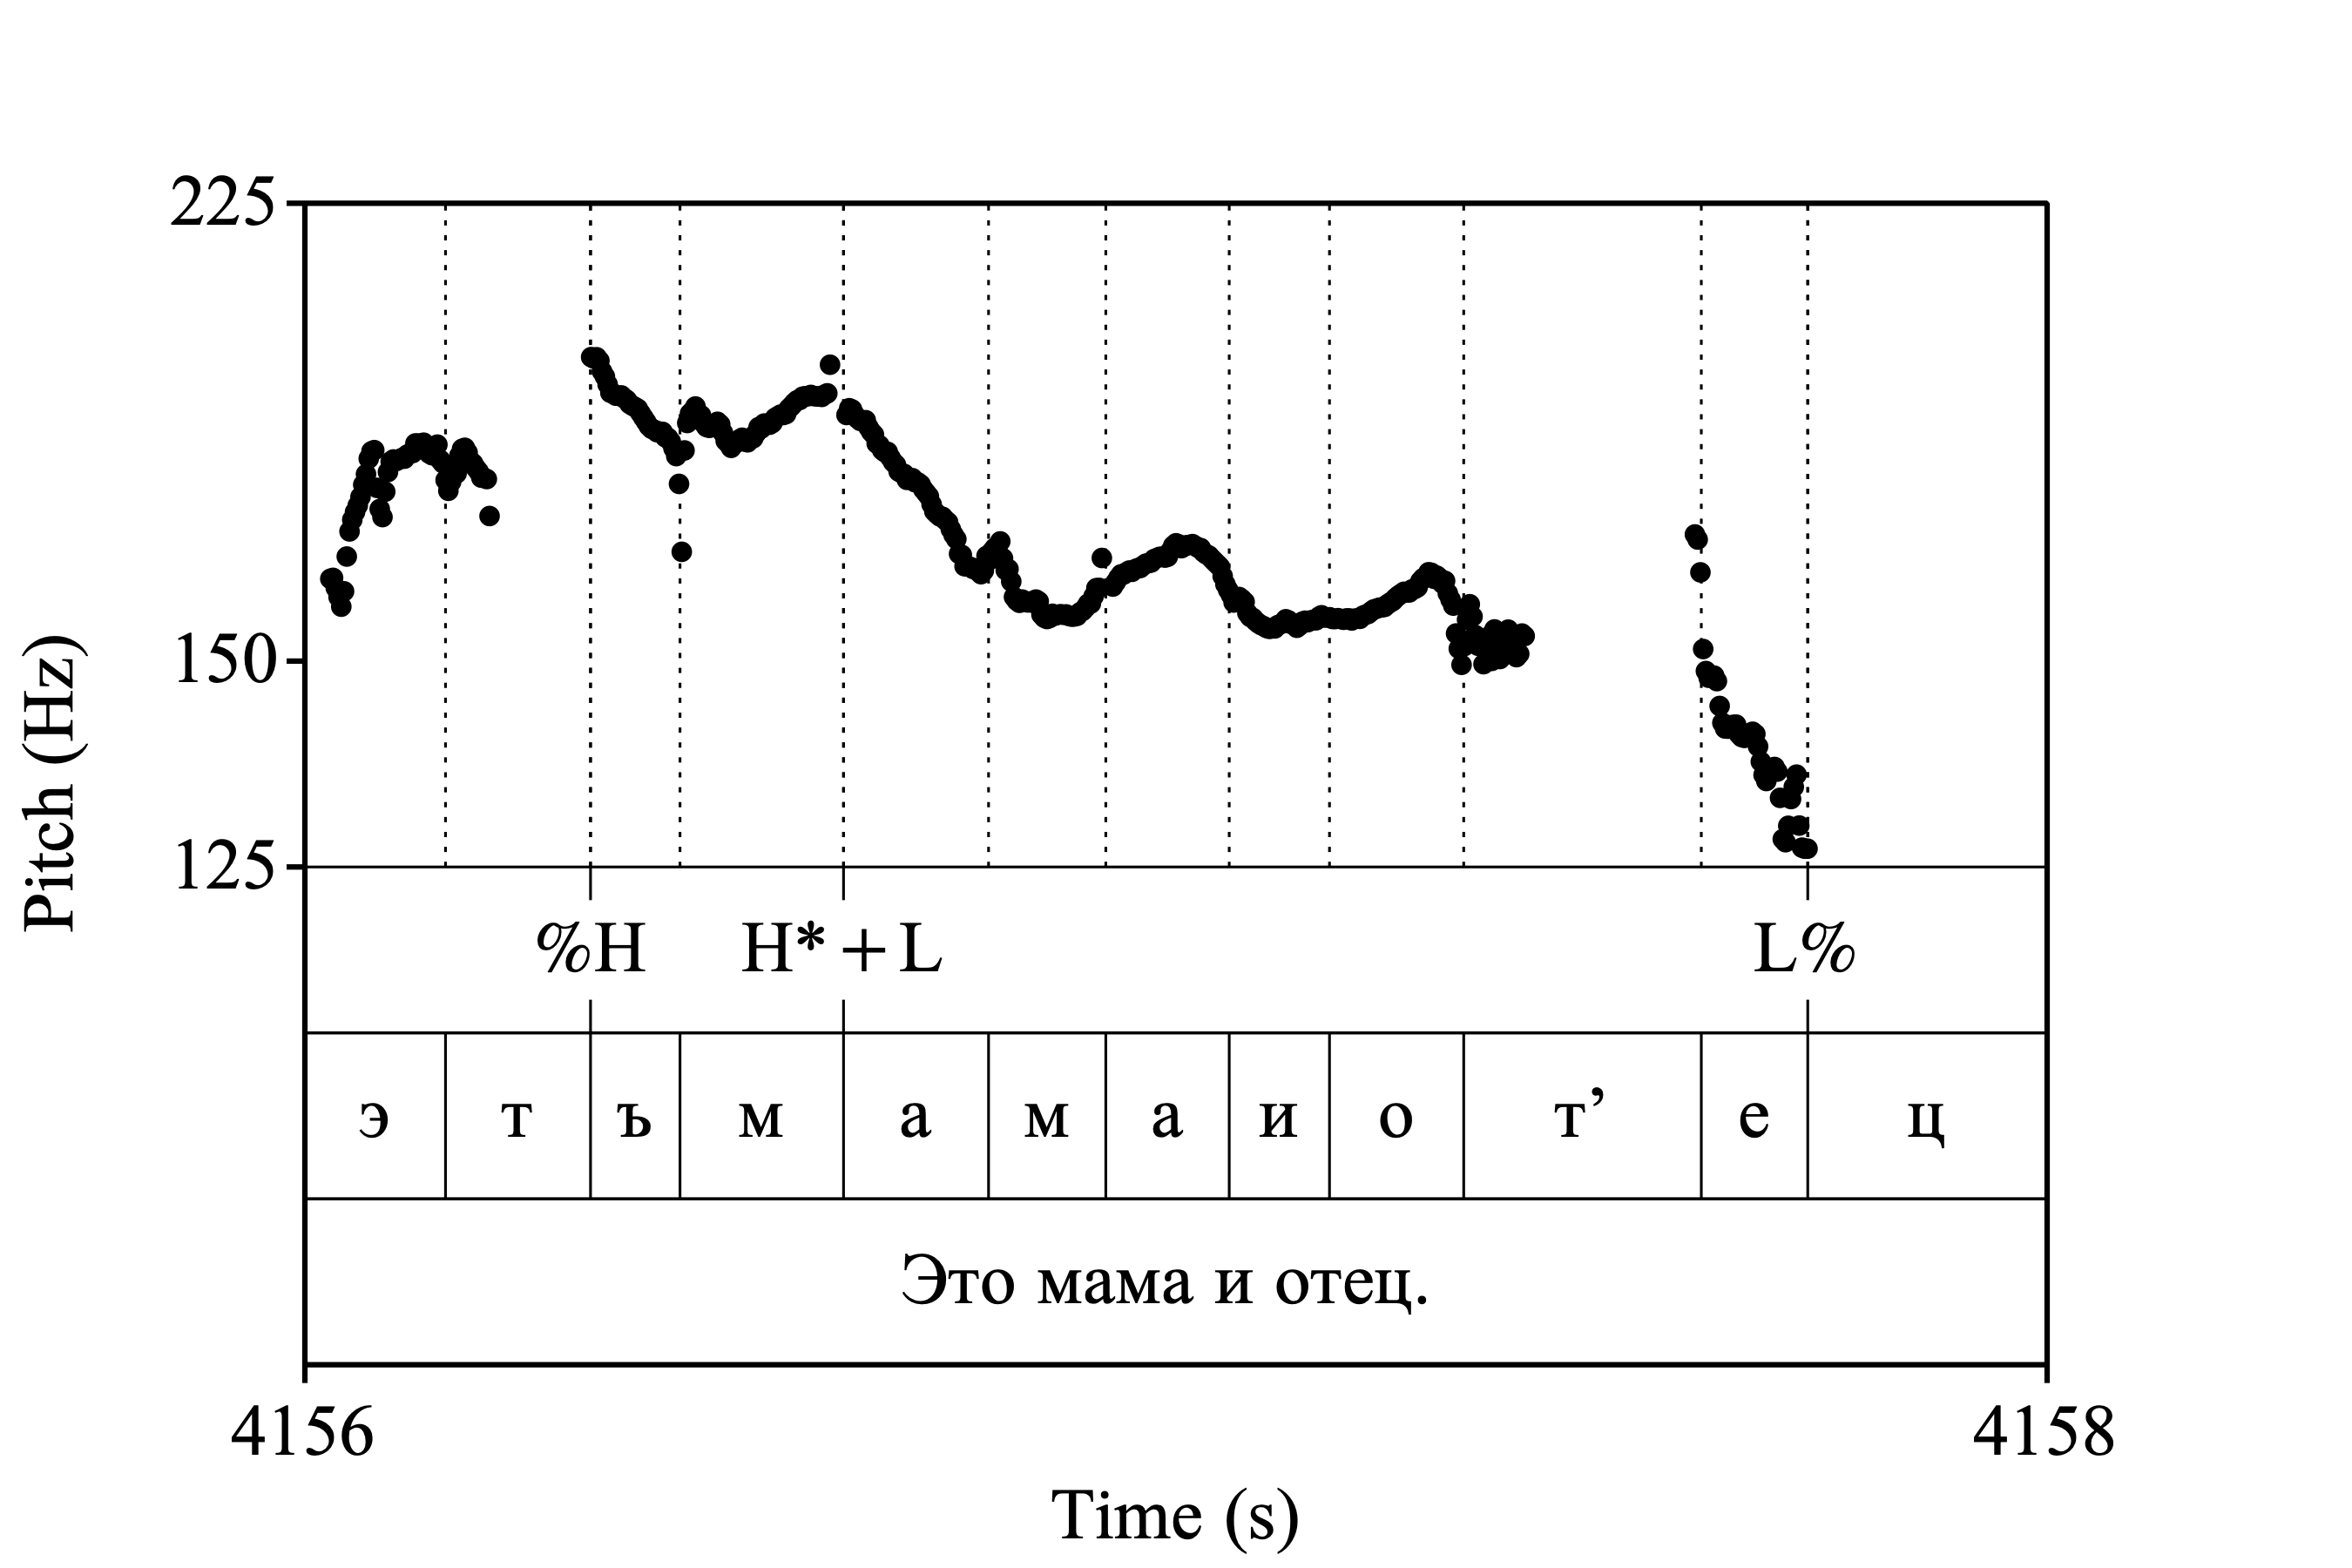 225
150
125
Pitch (Hz)
%H H*+L L%
э т ъ м а м а и о т’ е ц
Это мама и отец.
4156 4158
Time (s)